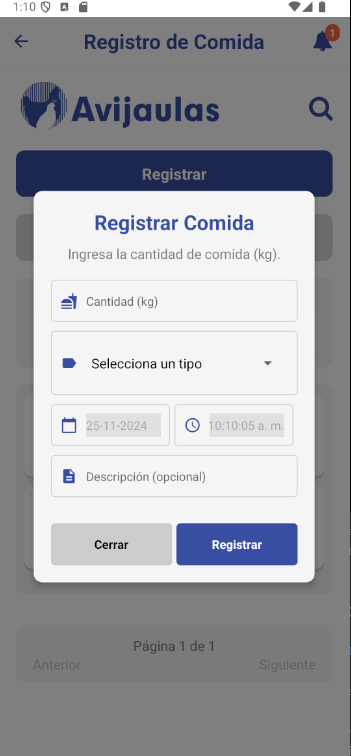 1:10
Registro de Comida
1
Avijaulas
Registrar
Registrar Comida
Ingresa la cantidad de comida (kg).
Cantidad (kg)
Selecciona un tipo
25-11-2024
10:10:05 a. m.
Descripción (opcional)
Cerrar
Registrar
Página 1 de 1
Anterior
Siguiente